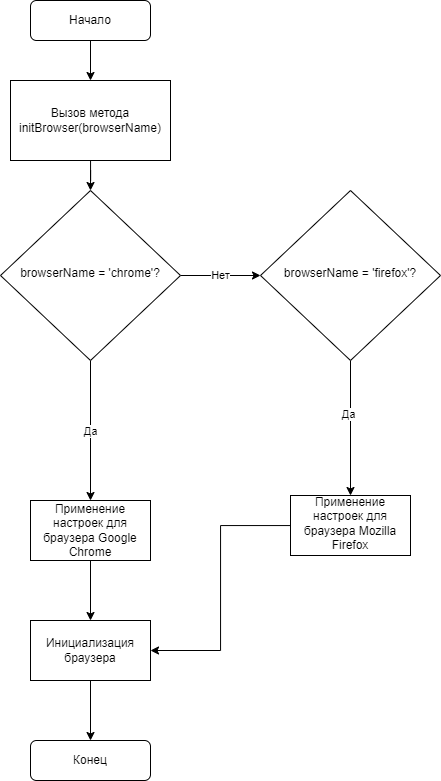 Начало
Вызов метода
initBrowser(browserName)
browserName = 'chrome'?
Нет
browserName = 'firefox'?
Да
Да
Применение
настроек для
браузера Google
Chrome
Применение
настроек для
браузера Mozilla
Firefox
Инициализация
браузера
Конец